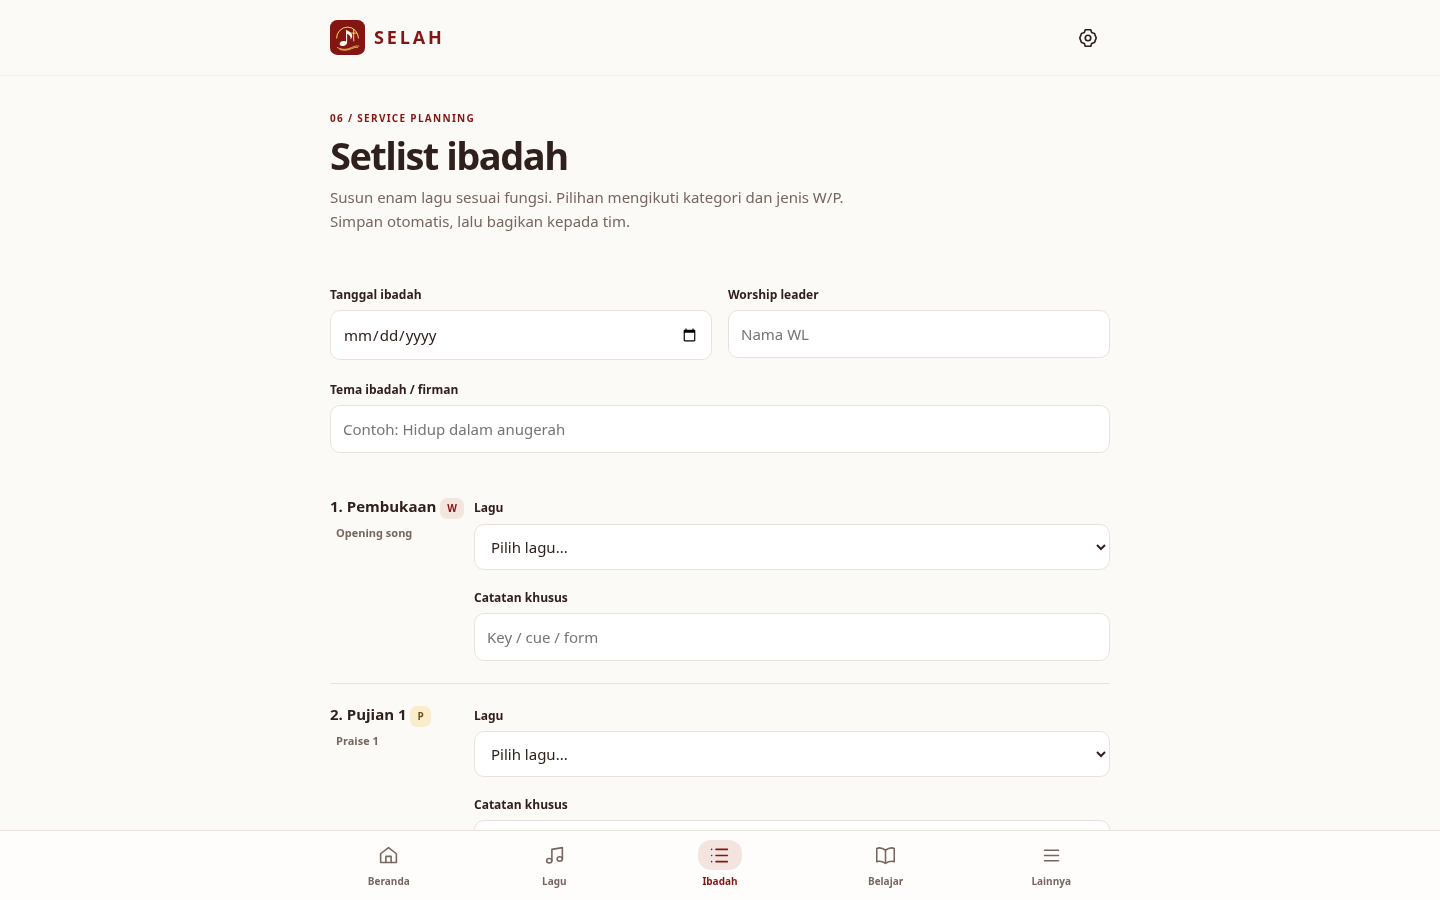 SELAH
06 / SERVICE PLANNING
Setlist ibadah
Susun enam lagu sesuai fungsi. Pilihan mengikuti kategori dan jenis W/P.
Simpan otomatis, lalu bagikan kepada tim.
Tanggal ibadah
mm/dd/yyyy
Worship leader
Nama WL
Tema ibadah / firman
Contoh: Hidup dalam anugerah
1. Pembukaan W
Opening song
Lagu
Pilih lagu...
Catatan khusus
Key / cue / form
2. Pujian 1 P
Praise 1
Lagu
Pilih lagu...
Catatan khusus
Beranda
Lagu
Ibadah
Belajar
Lainnya